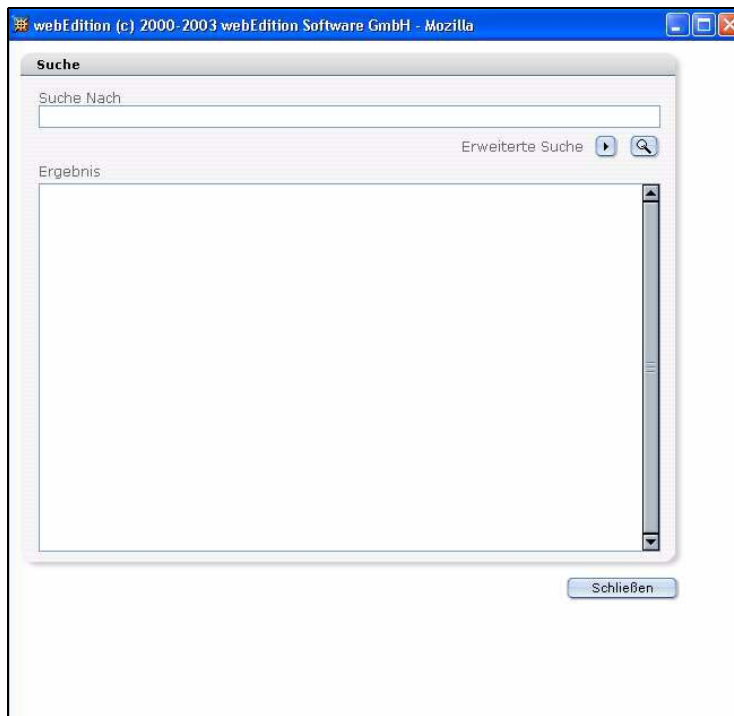 webEdition (c) 2000-2003 webEdition Software GmbH - Mozilla
Suche
Suche Nach
Erweiterte Suche
Ergebnis
Schließen